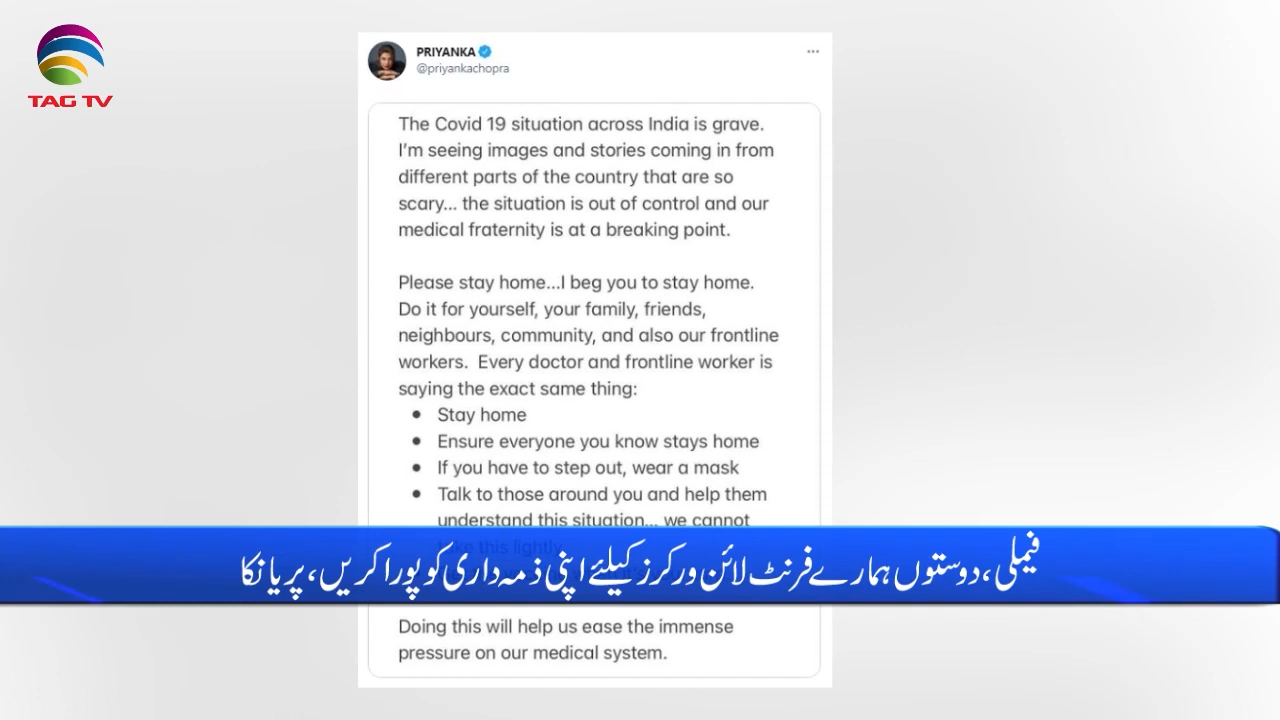 TAG TV
PRIYANKA
@priyankachopra
The Covid 19 situation across India is grave.
I'm seeing images and stories coming in from
different parts of the country that are so
scary... the situation is out of control and our
medical fraternity is at a breaking point.
Please stay home...I beg you to stay home.
Do it for yourself, your family, friends,
neighbours, community, and also our frontline
workers.  Every doctor and frontline worker is
saying the exact same thing:
• Stay home
• Ensure everyone you know stays home
• If you have to step out, wear a mask
• Talk to those around you and help them
understand this situation... we cannot
take this lightly
فیملی، دوستوں ہمارے فرنٹ لائن ورکرز کیلئے اپنی ذمہ داری کو پورا کریں، پریانکا
Doing this will help us ease the immense
pressure on our medical system.